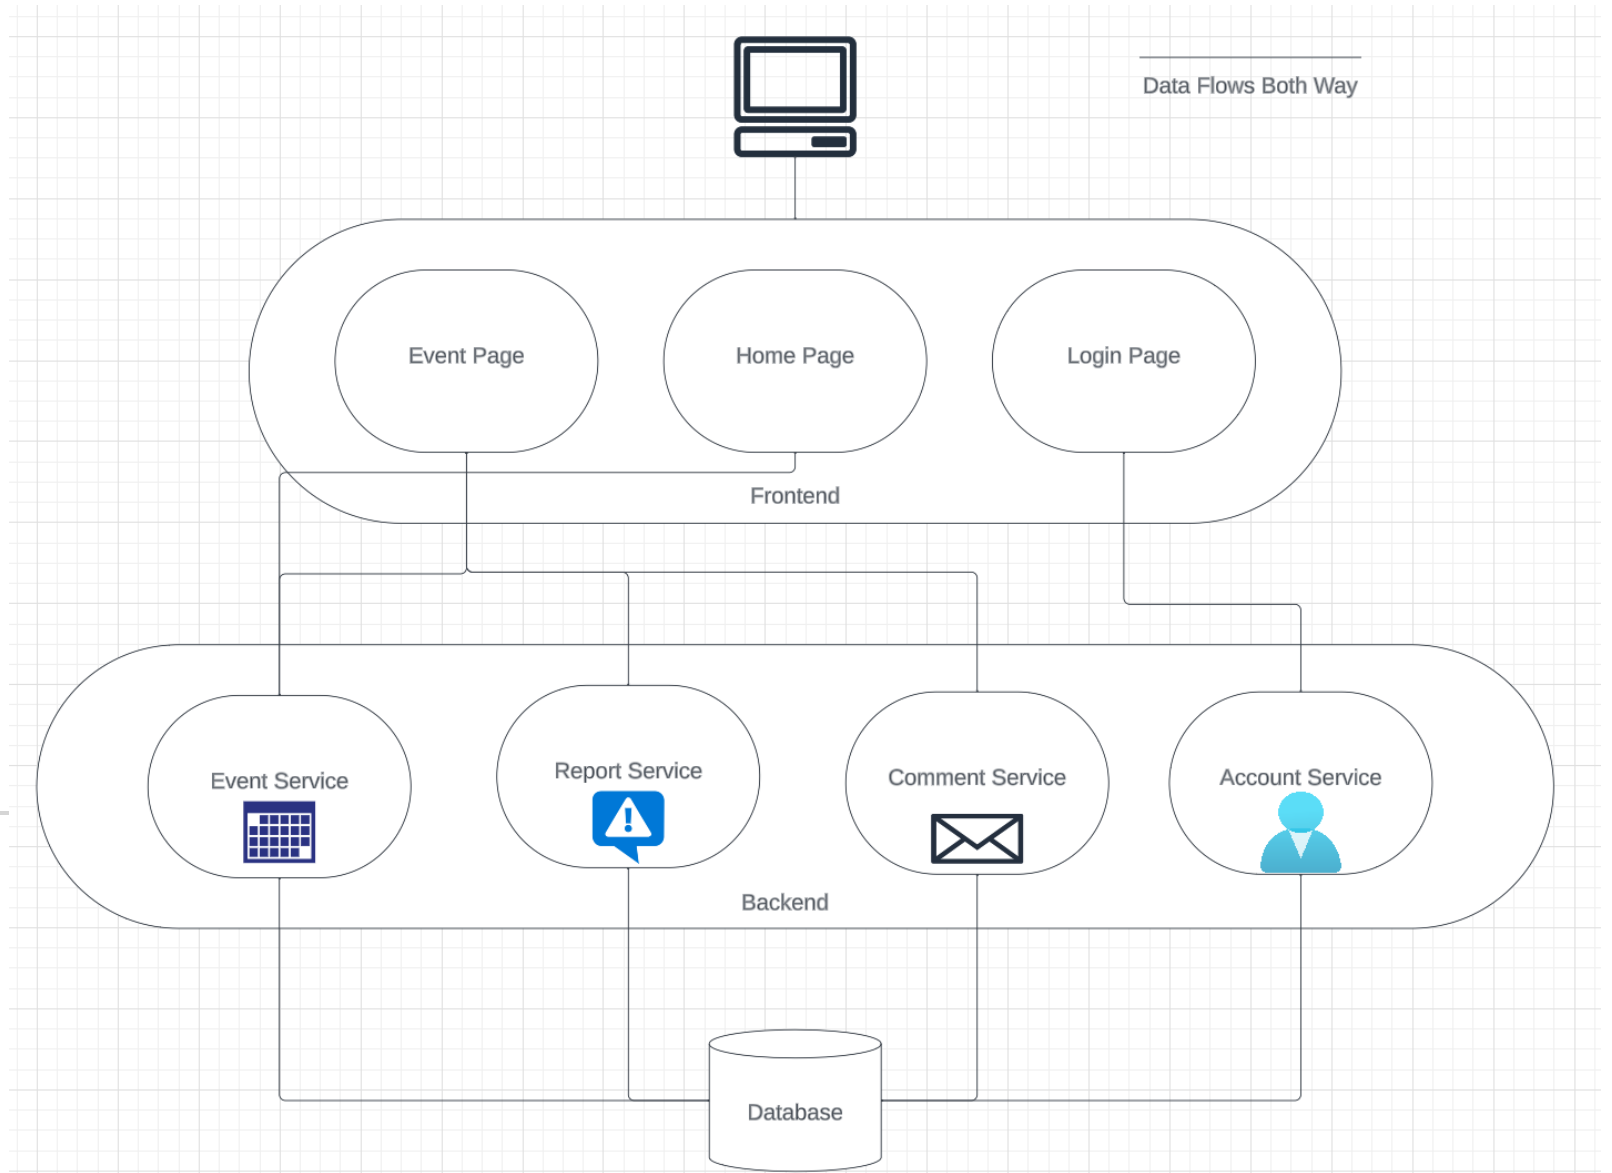 Data Flows Both Way
Event Page
Home Page
Login Page
Frontend
Event Service
Report Service
Comment Service
Account Service
Backend
Database